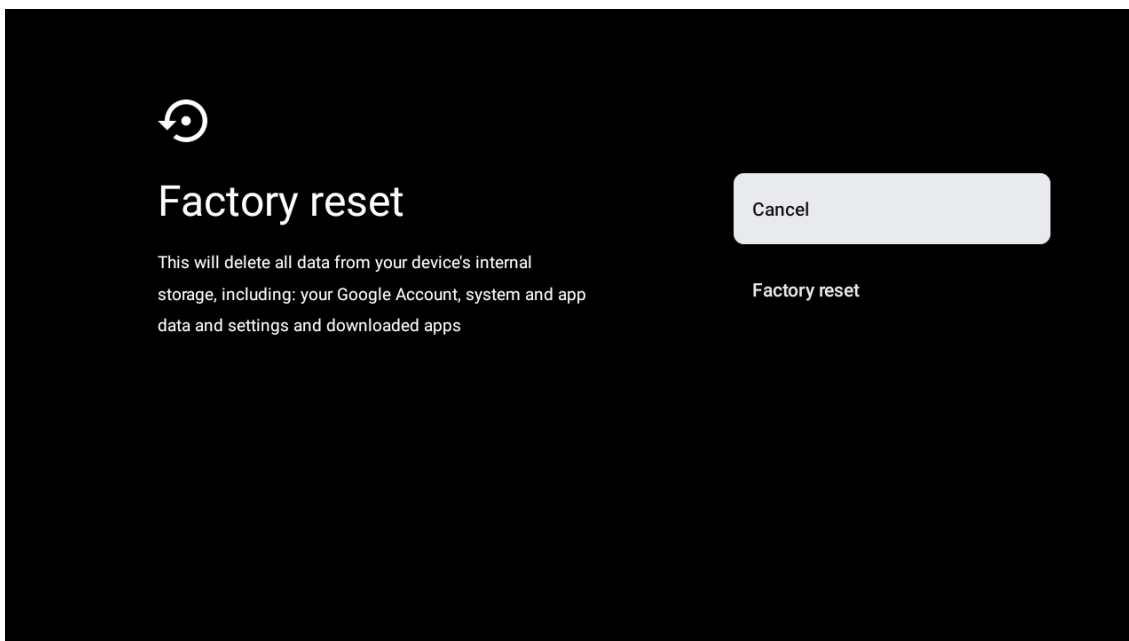 Factory reset
This will delete all data from your device's internal
storage, including: your Google Account, system and app
data and settings and downloaded apps
Cancel
Factory reset